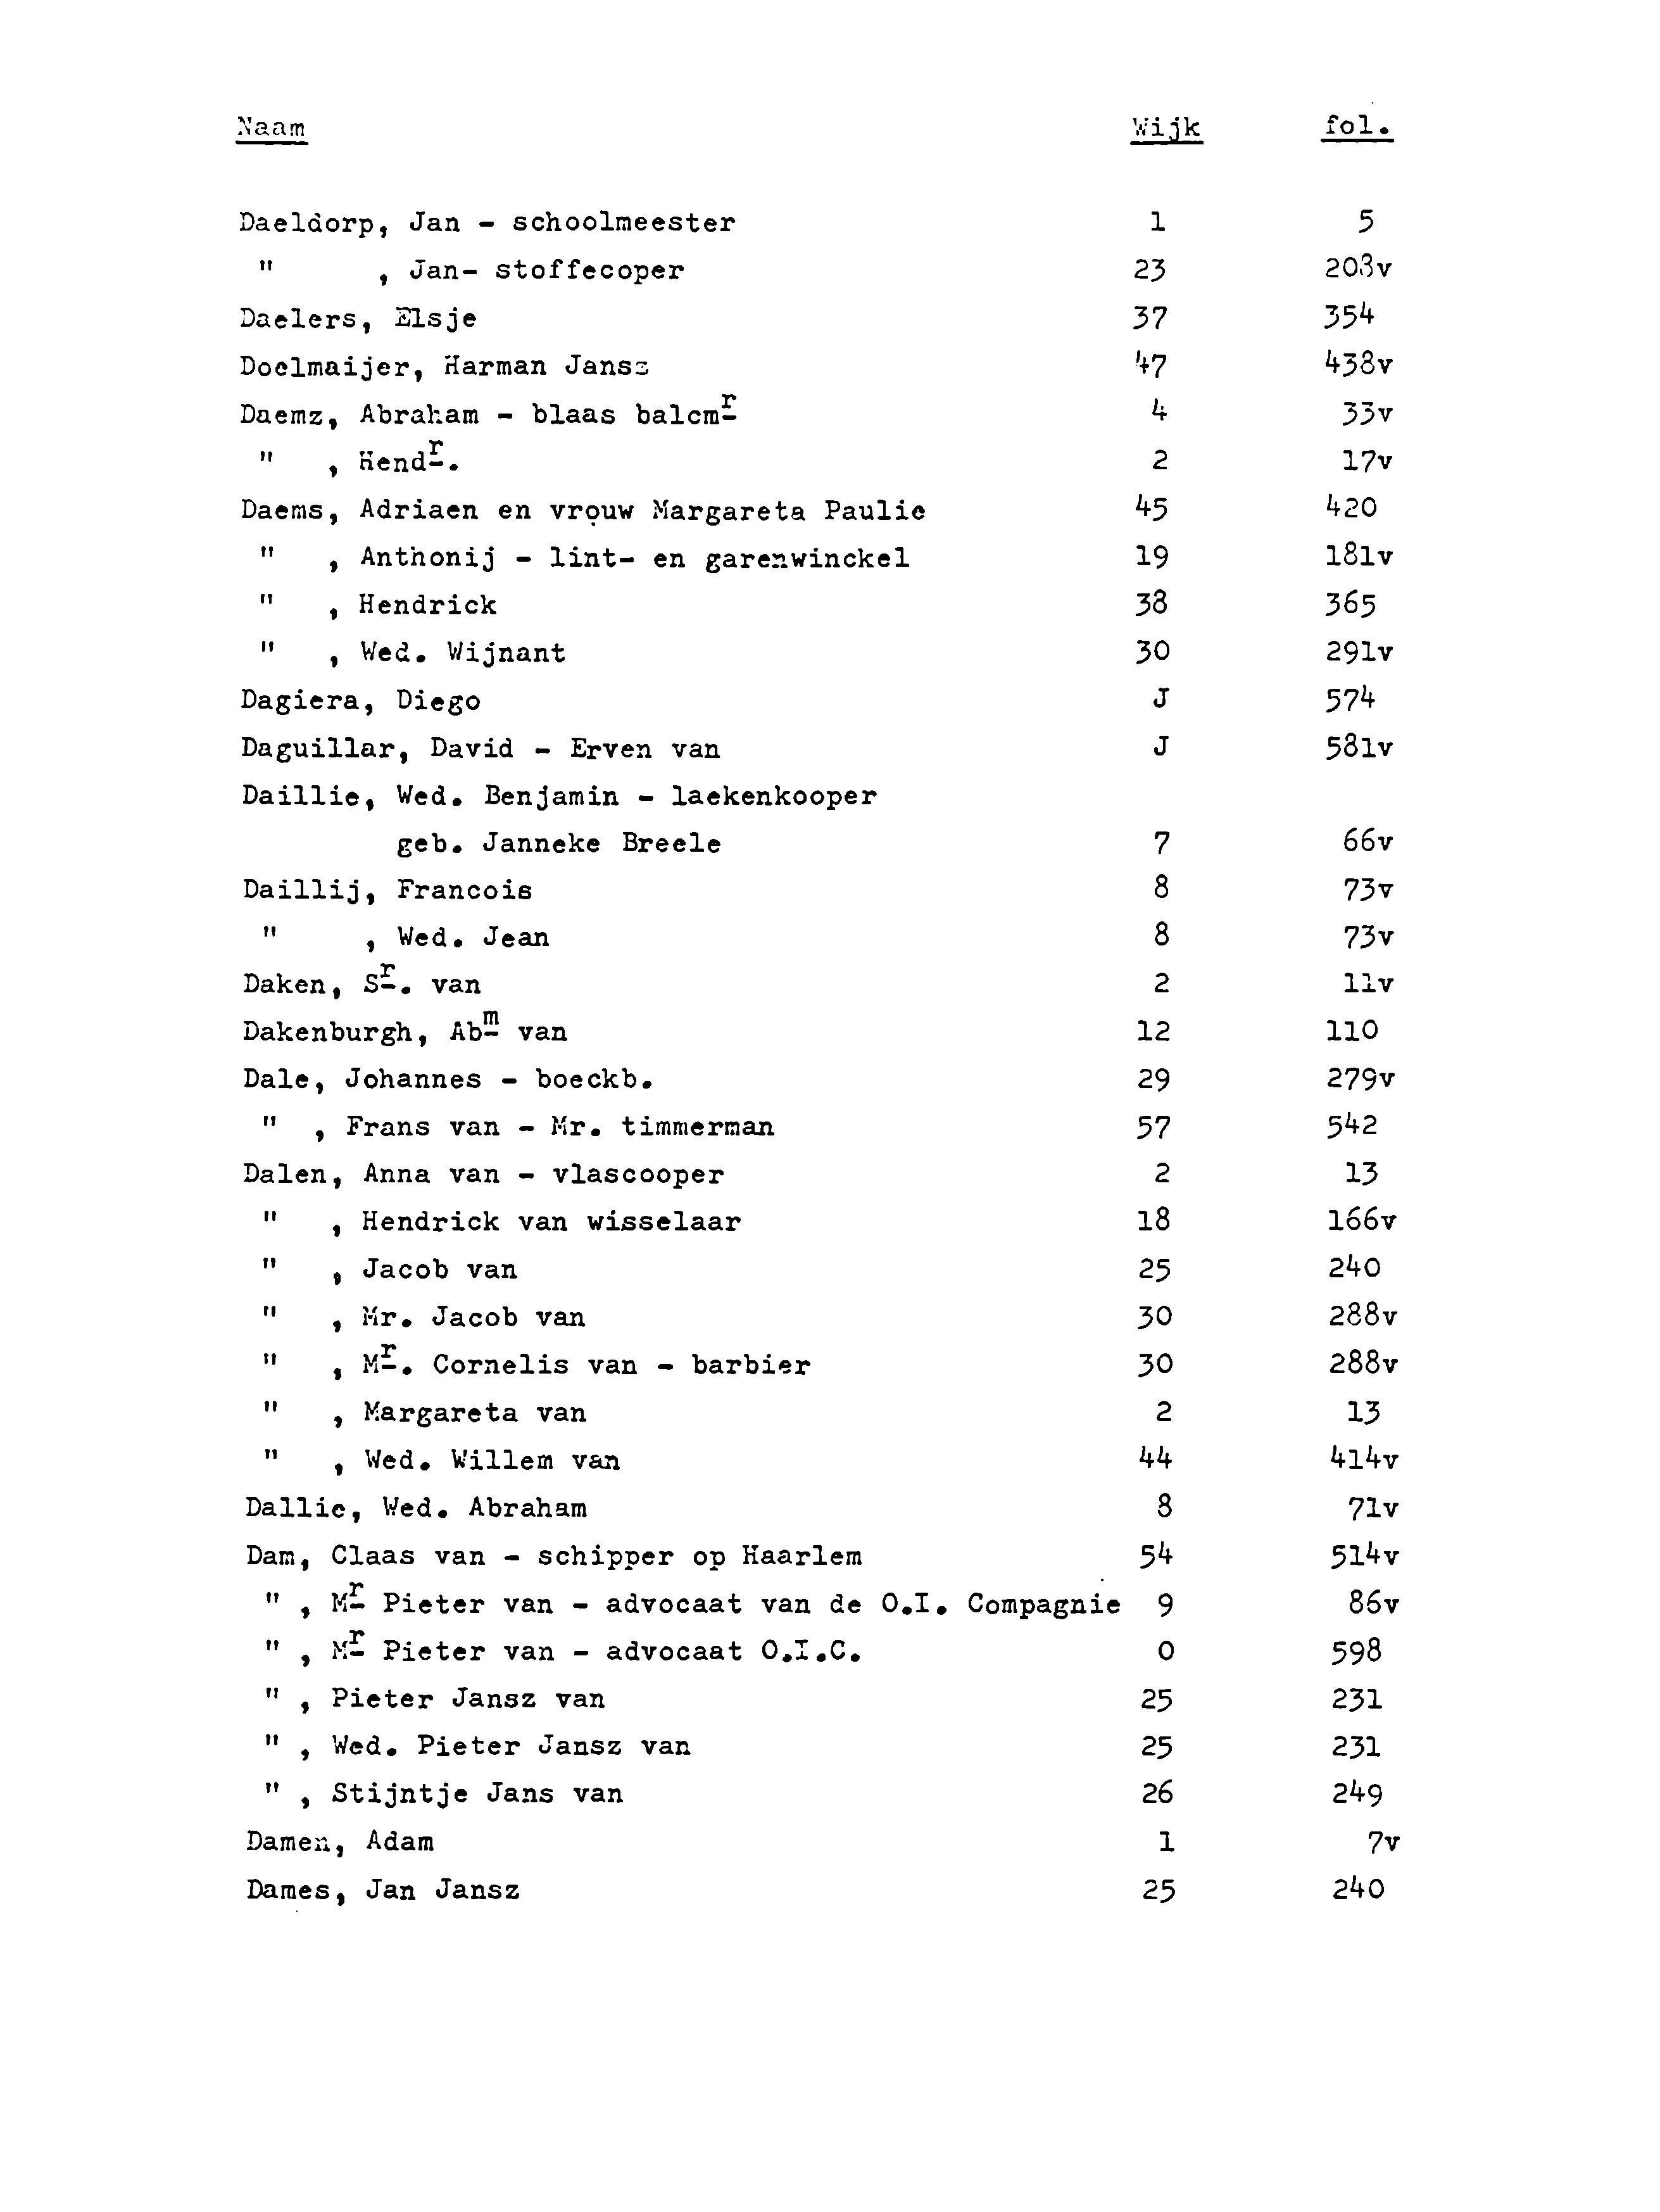 Naam Wijk fol.
Daeldorp, Jan - schoolmeester 1 5
" , Jan- stoffecoper 23 208v
Daelers, Elsje 37 354
Doelmaijer, Harman Jansz 47 438v
Daemz, Abraham - blaas balcmr 4 33v
" , Hendr. 2 17v
Daems, Adriaen en vrouw Margareta Paulie 45 420
" , Anthonij - lint- en garenwinckel 19 181v
" , Hendrick 38 365
" , Wed. Wijnant 30 291v
Dagiera, Diego J 574
Daguillar, David - Erven van J 581v
Daillie, Wed. Benjamin - laekenkooper
geb. Janneke Breele 7 66v
Daillij, Francois 8 73v
" , Wed. Jean 8 73v
Daken, Sr. van 2 11v
Dakenburgh, Abm van 12 110
Dale, Johannes - boeckb. 29 279v
" , Frans van - Mr. timmerman 57 542
Dalen, Anna van - vlascooper 2 13
" , Hendrick van wisselaar 18 166v
" , Jacob van 25 240
" , Mr. Jacob van 30 288v
" , Mr. Cornelis van - barbier 30 288v
" , Margareta van 2 13
" , Wed. Willem van 44 414v
Dallie, Wed. Abraham 8 71v
Dam, Claas van - schipper op Haarlem 54 514v
" , Mr Pieter van - advocaat van de O.I. Compagnie 9 86v
" , Mr Pieter van - advocaat O.I.C. O 598
" , Pieter Jansz van 25 231
" , Wed. Pieter Jansz van 25 231
" , Stijntje Jans van 26 249
Damen, Adam 1 7v
Dames, Jan Jansz 25 240